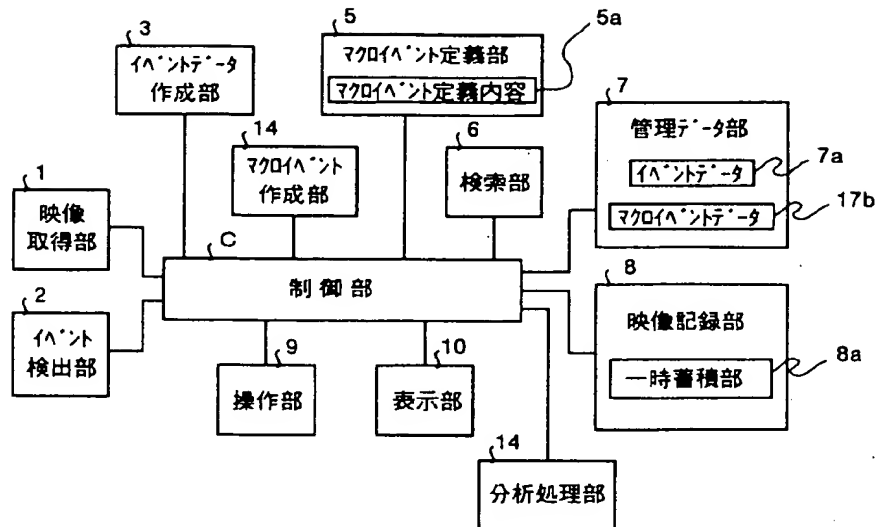 3
ｲﾍﾞﾝﾄﾃﾞｰﾀ
作成部
5
ﾏｸﾛｲﾍﾞﾝﾄ定義部
ﾏｸﾛｲﾍﾞﾝﾄ定義内容
5a
14
ﾏｸﾛｲﾍﾞﾝﾄ
作成部
6
検索部
7
管理データ部
ｲﾍﾞﾝﾄﾃﾞｰﾀ
7a
ﾏｸﾛｲﾍﾞﾝﾄﾃﾞｰﾀ
17b
1
映像
取得部
C
制御部
2
ｲﾍﾞﾝﾄ
検出部
8
映像記録部
一時蓄積部
8a
9
操作部
10
表示部
14
分析処理部